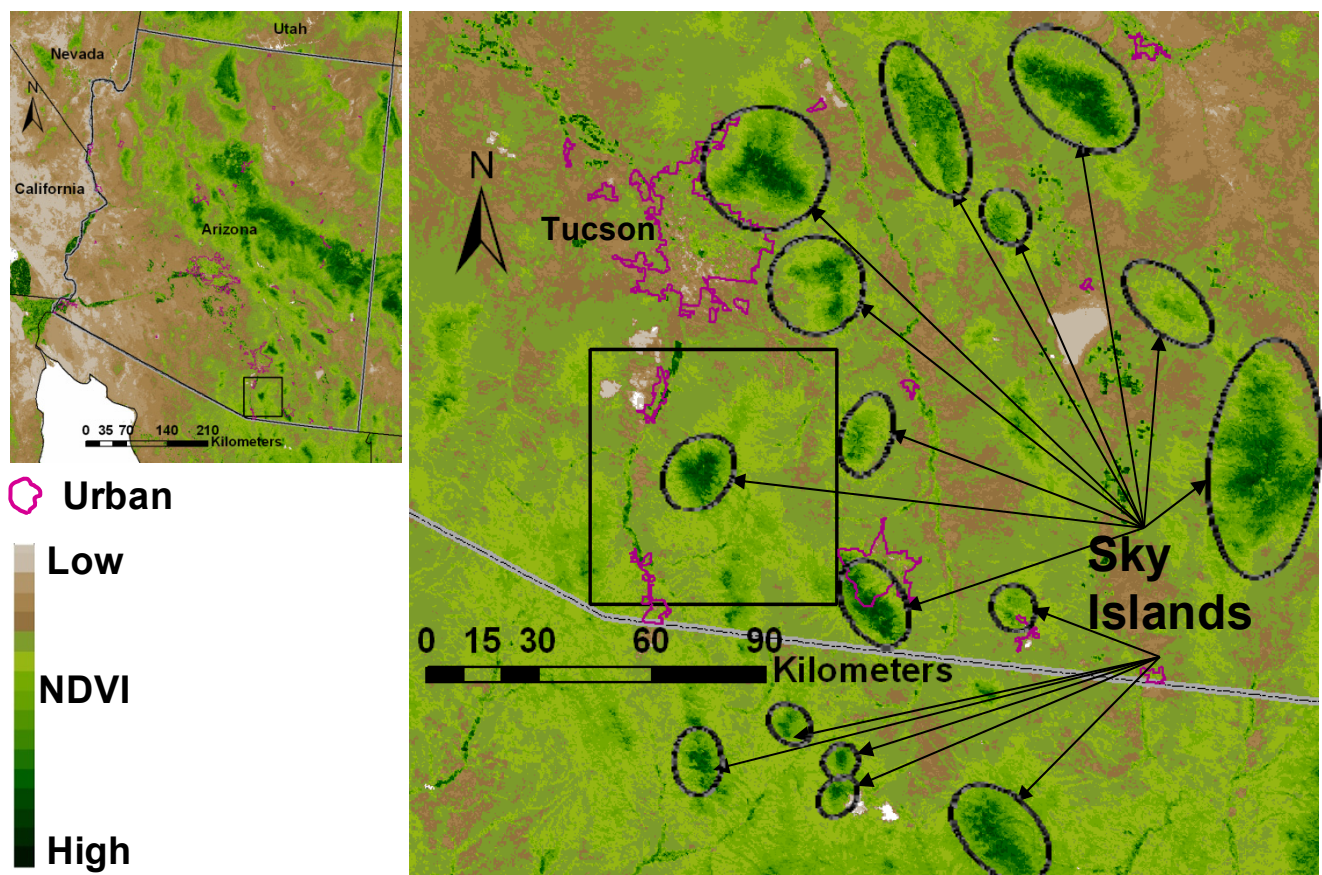 Utah
Nevada
N
California
Arizona
0 35 70 140 210
Kilometers
Urban
Low
NDVI
High
N
Tucson
Sky
Islands
0 15 30 60 90
Kilometers